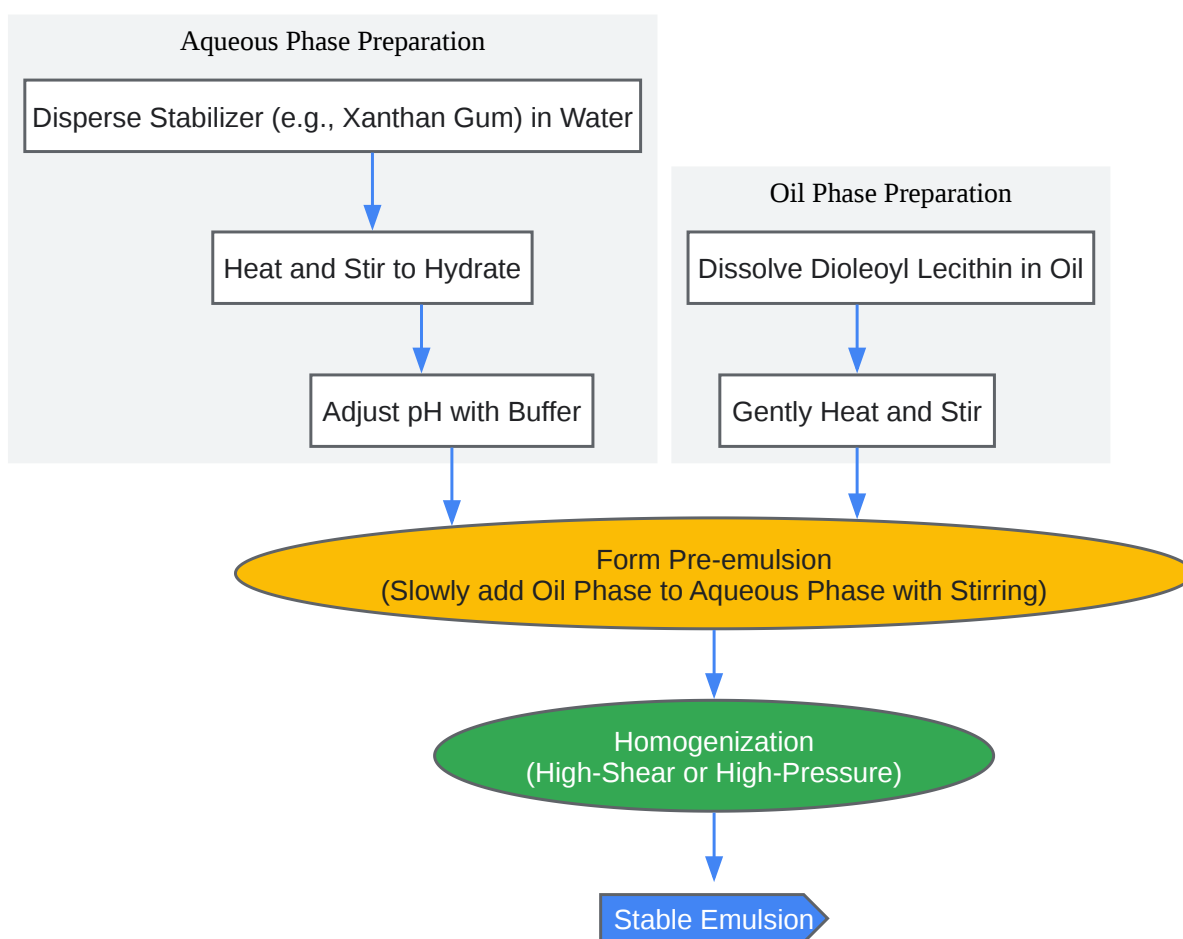 Aqueous Phase Preparation
Disperse Stabilizer (e.g., Xanthan Gum) in Water
Heat and Stir to Hydrate
Adjust pH with Buffer
Oil Phase Preparation
Dissolve Dioleoyl Lecithin in Oil
Gently Heat and Stir
Form Pre-emulsion
(Slowly add Oil Phase to Aqueous Phase with Stirring)
Homogenization
(High-Shear or High-Pressure)
Stable Emulsion